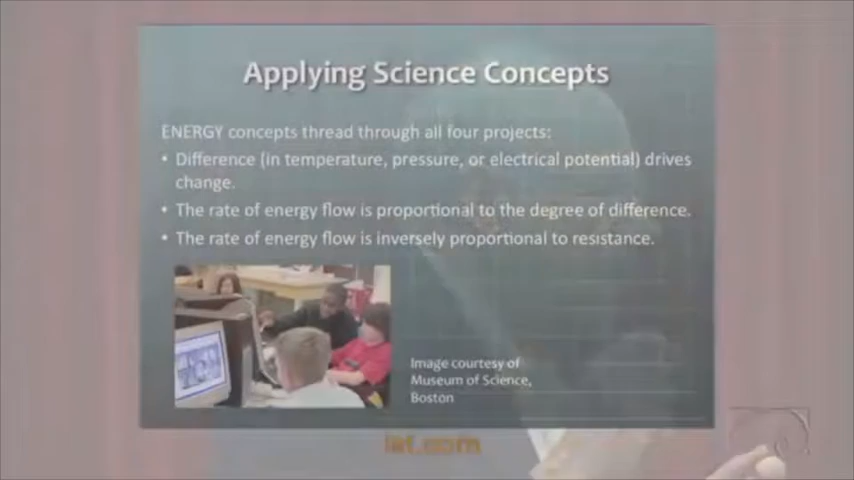 Applying Science Concepts
ENERGY concepts thread through all four projects:
• Difference (in temperature, pressure, or electrical potential) drives
change.
• The rate of energy flow is proportional to the degree of difference.
• The rate of energy flow is inversely proportional to resistance.
Image courtesy of
Museum of Science,
Boston